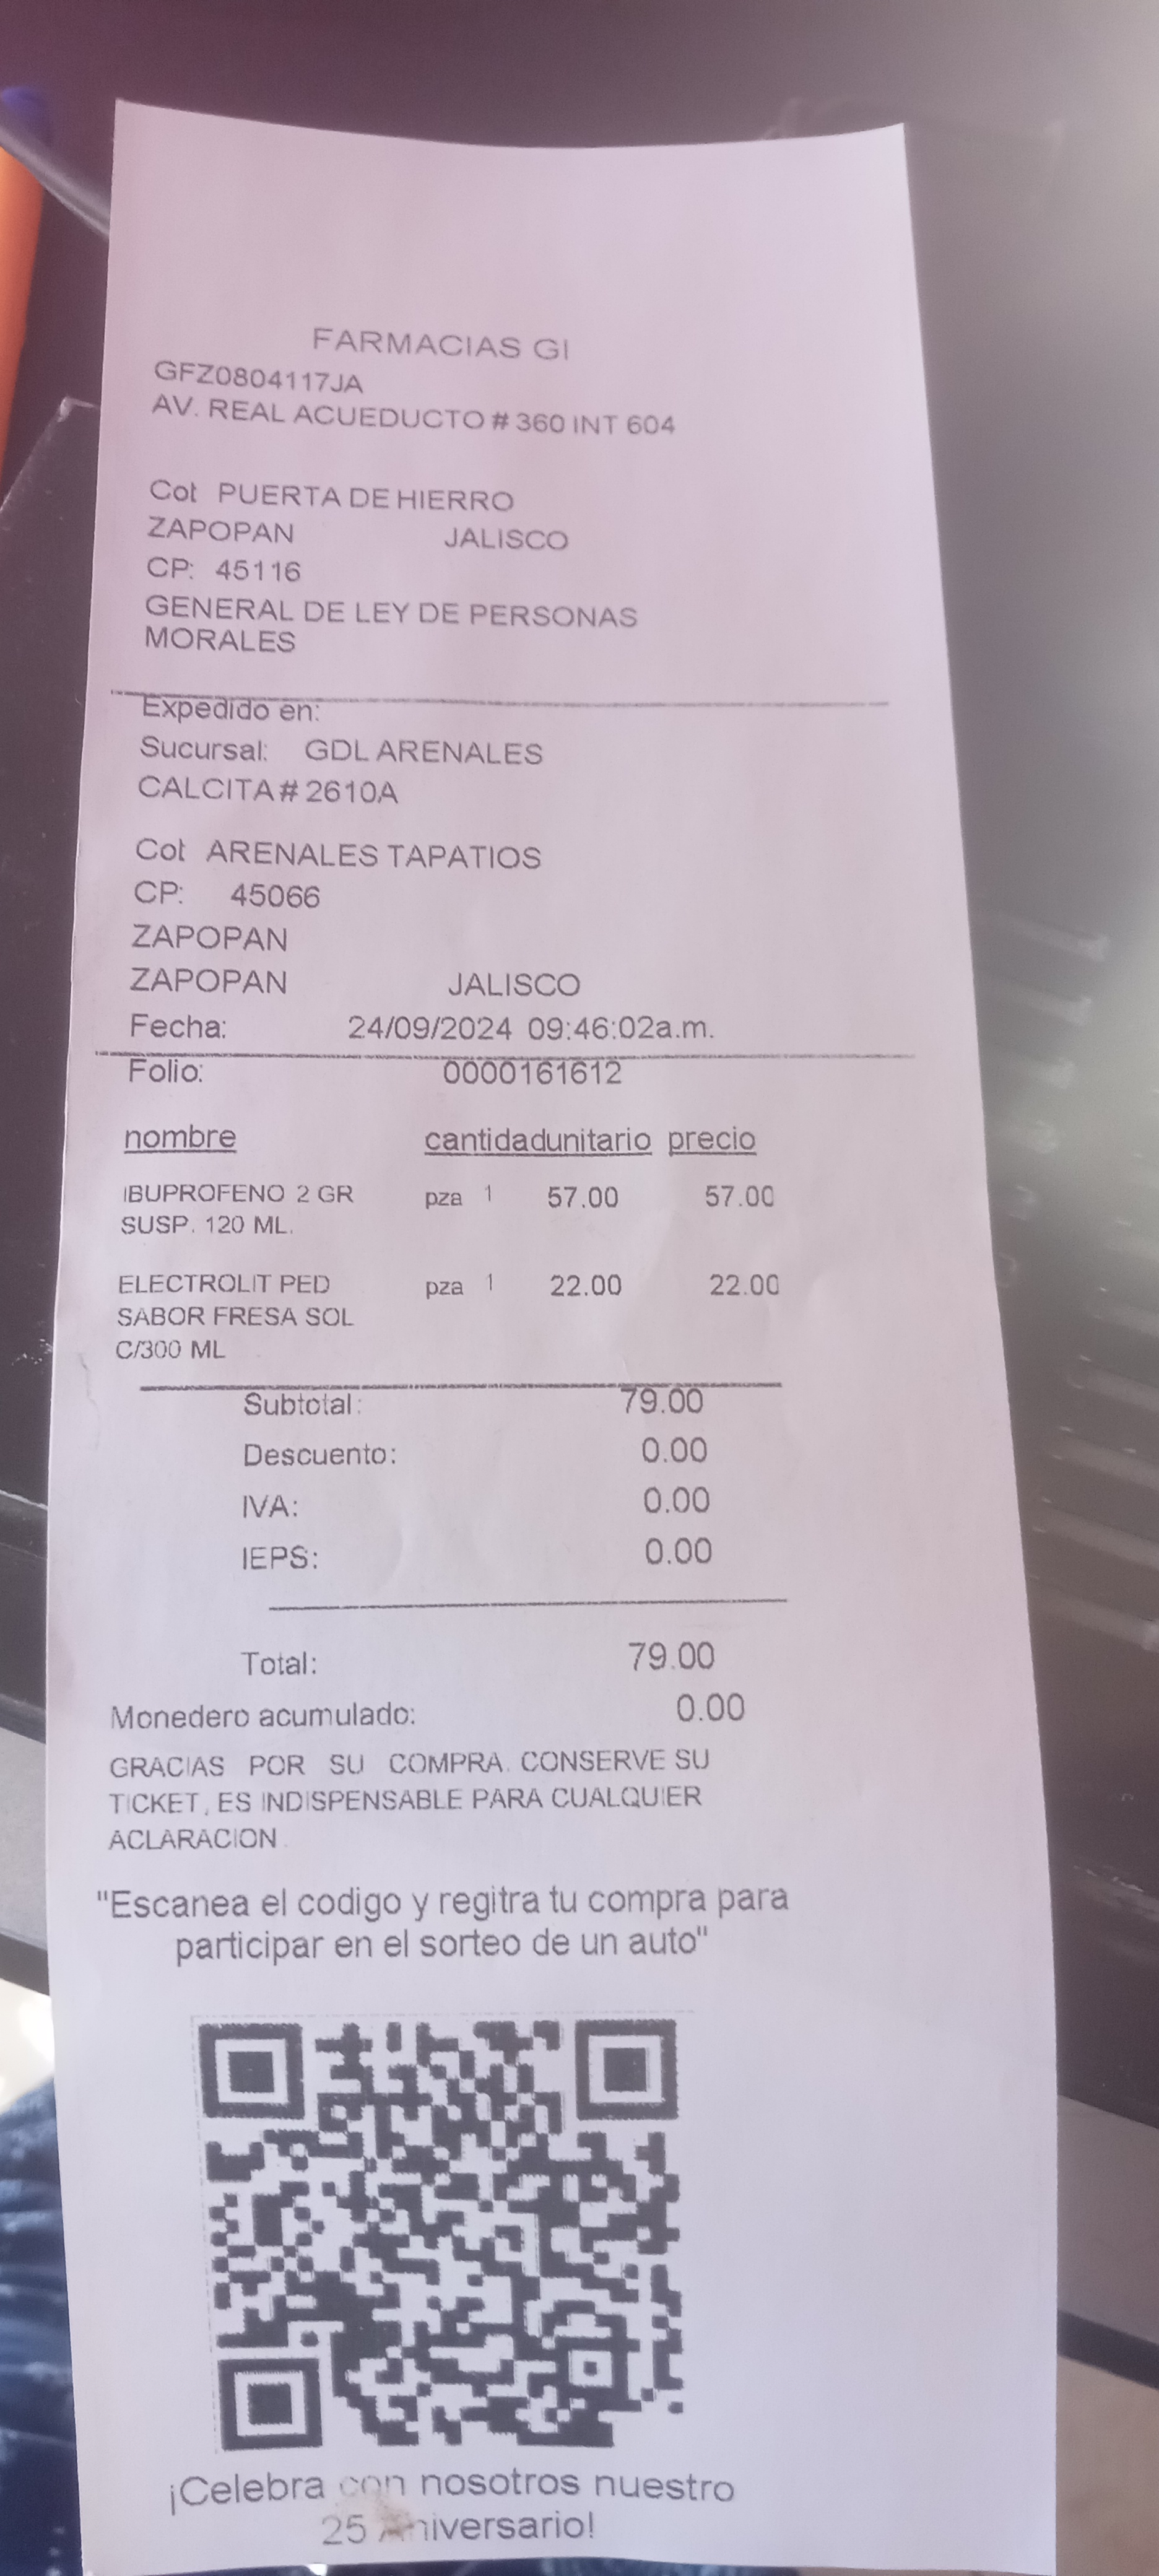 FARMACIAS GI
GFZ0804117JA
AV. REAL ACUEDUCTO # 360 INT 604
Cot PUERTA DE HIERRO
ZAPOPAN JALISCO
CP: 45116
GENERAL DE LEY DE PERSONAS
MORALES
Expedido en:
Sucursal: GDL ARENALES
CALCITA # 2610A
Cot ARENALES TAPATIOS
CP: 45066
ZAPOPAN
ZAPOPAN JALISCO
Fecha: 24/09/2024 09:46:02a.m.
Folio: 0000161612
nombre cantidadunitario precio
IBUPROFENO 2 GR pza 1 57.00 57.00
SUSP. 120 ML.
ELECTROLIT PED pza 1 22.00 22.00
SABOR FRESA SOL
C/300 ML
Subtotal: 79.00
Descuento: 0.00
IVA: 0.00
IEPS: 0.00
Total: 79.00
Monedero acumulado: 0.00
GRACIAS POR SU COMPRA. CONSERVE SU
TICKET, ES INDISPENSABLE PARA CUALQUIER
ACLARACION.
"Escanea el codigo y regitra tu compra para
participar en el sorteo de un auto"
¡Celebra con nosotros nuestro
25 Aniversario!